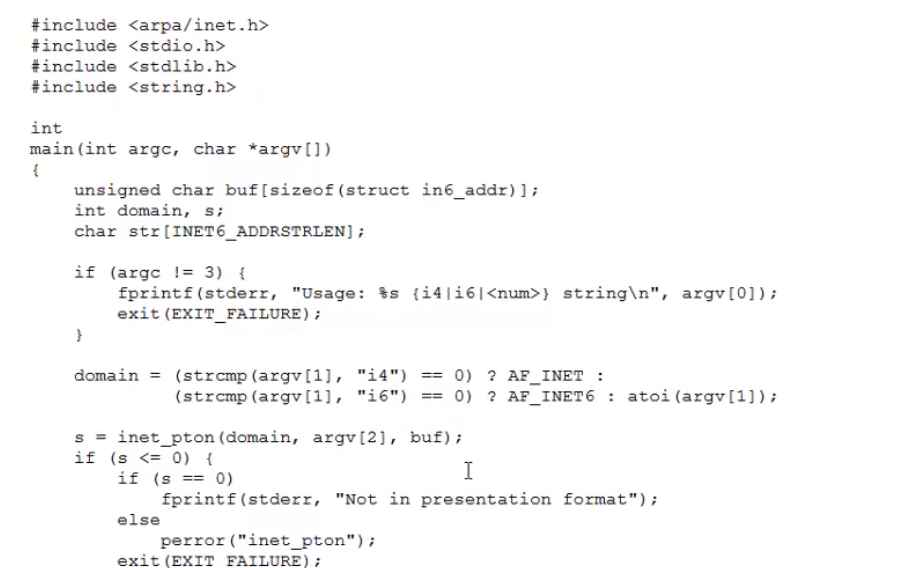 #include <arpa/inet.h>
#include <stdio.h>
#include <stdlib.h>
#include <string.h>

int
main(int argc, char *argv[])
{
    unsigned char buf[sizeof(struct in6_addr)];
    int domain, s;
    char str[INET6_ADDRSTRLEN];

    if (argc != 3) {
        fprintf(stderr, "Usage: %s {i4|i6|<num>} string\n", argv[0]);
        exit(EXIT_FAILURE);
    }

    domain = (strcmp(argv[1], "i4") == 0) ? AF_INET :
             (strcmp(argv[1], "i6") == 0) ? AF_INET6 : atoi(argv[1]);

    s = inet_pton(domain, argv[2], buf);
    if (s <= 0) {
        if (s == 0)
            fprintf(stderr, "Not in presentation format");
        else
            perror("inet_pton");
        exit(EXIT_FAILURE);